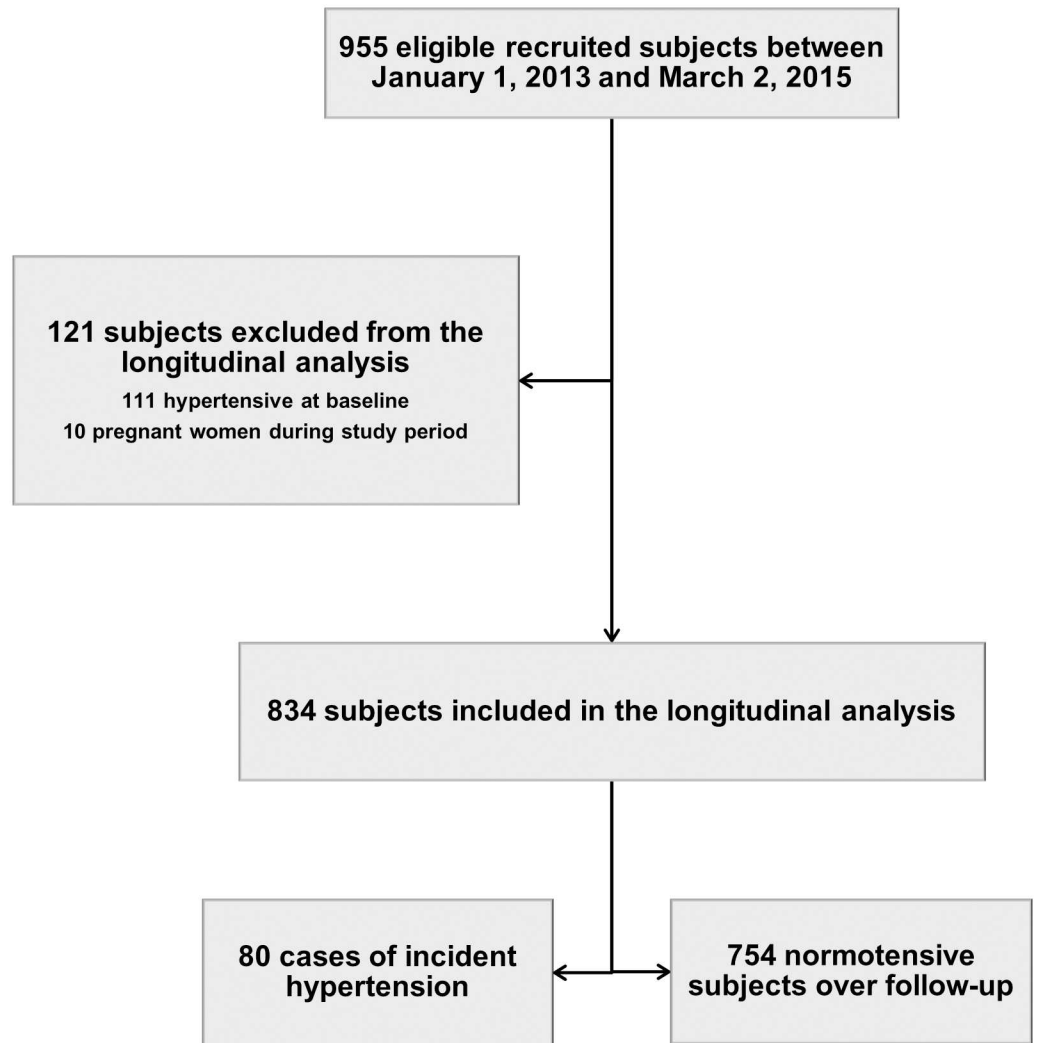 955 eligible recruited subjects between
January 1, 2013 and March 2, 2015
121 subjects excluded from the
longitudinal analysis
111 hypertensive at baseline
10 pregnant women during study period
834 subjects included in the longitudinal analysis
80 cases of incident
hypertension
754 normotensive
subjects over follow-up